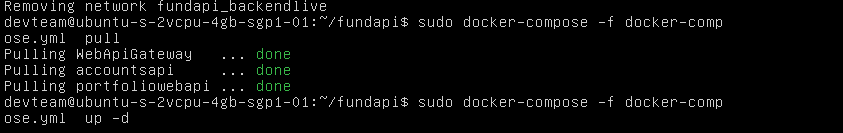 Removing network fundapi_backendlive
devteam@ubuntu-s-2vcpu-4gb-sgp1-01:~/fundapi$ sudo docker-compose -f docker-comp
ose.yml  pull
Pulling WebApiGateway   ... done
Pulling accountsapi     ... done
Pulling portfoliowebapi ... done
devteam@ubuntu-s-2vcpu-4gb-sgp1-01:~/fundapi$ sudo docker-compose -f docker-comp
ose.yml  up -d